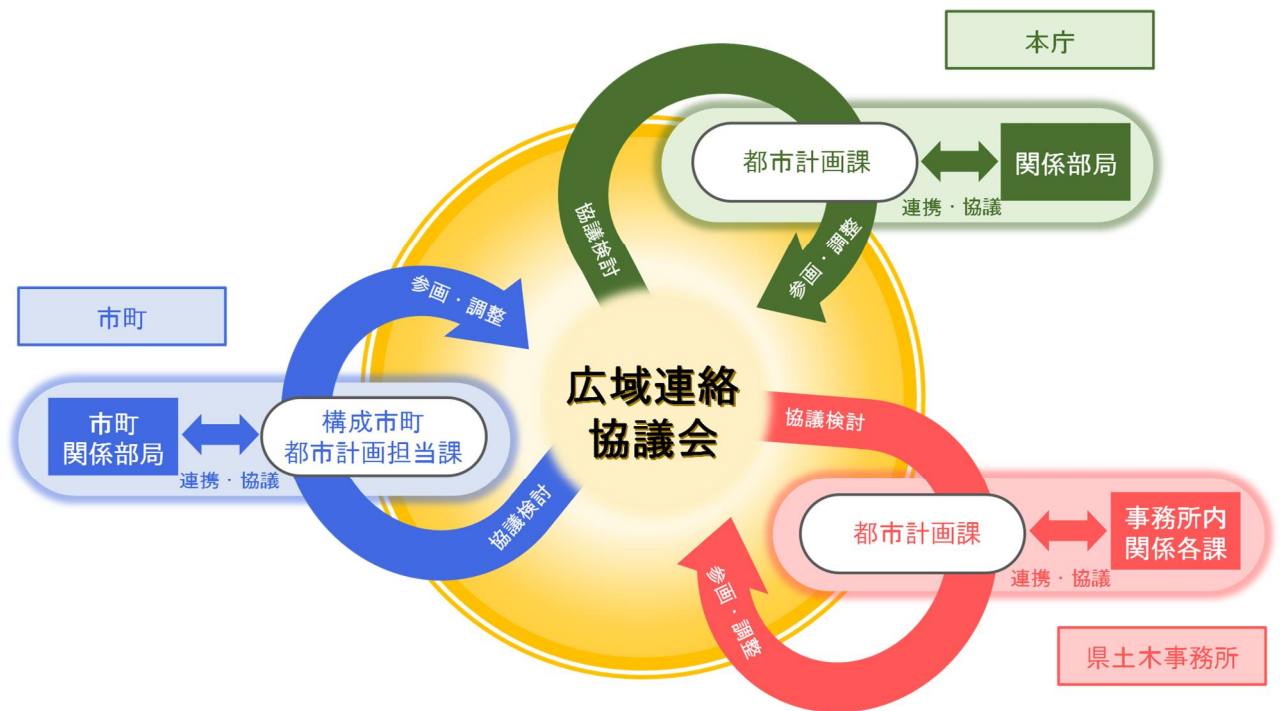 本庁
都市計画課
関係部局
連携・協議
協議検討
参画・調整
市町
参画・調整
市町
関係部局
構成市町
都市計画担当課
連携・協議
協議検討
広域連絡
協議会
協議検討
都市計画課
事務所内
関係各課
連携・協議
参画・調整
県土木事務所